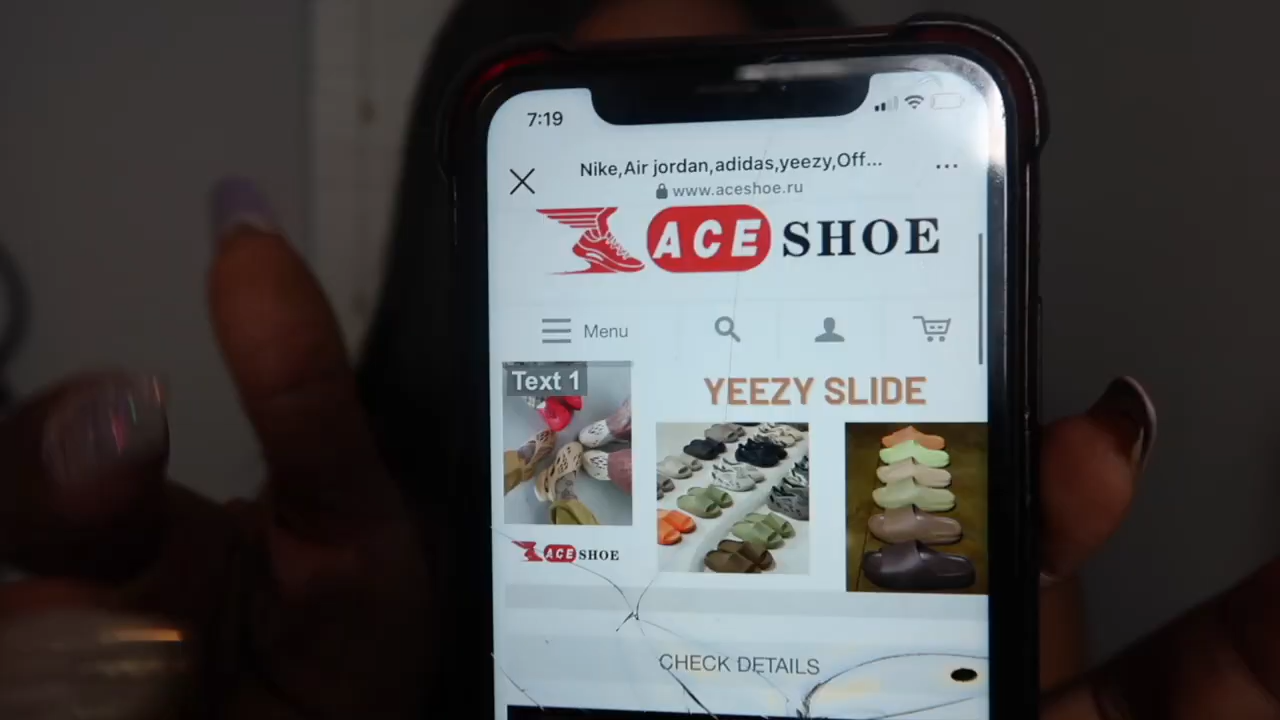 7:19
Nike,Air jordan,adidas,yeezy,Off...
www.aceshoe.ru
ACE SHOE
Menu
Text 1
YEEZY SLIDE
ACE SHOE
CHECK DETAILS